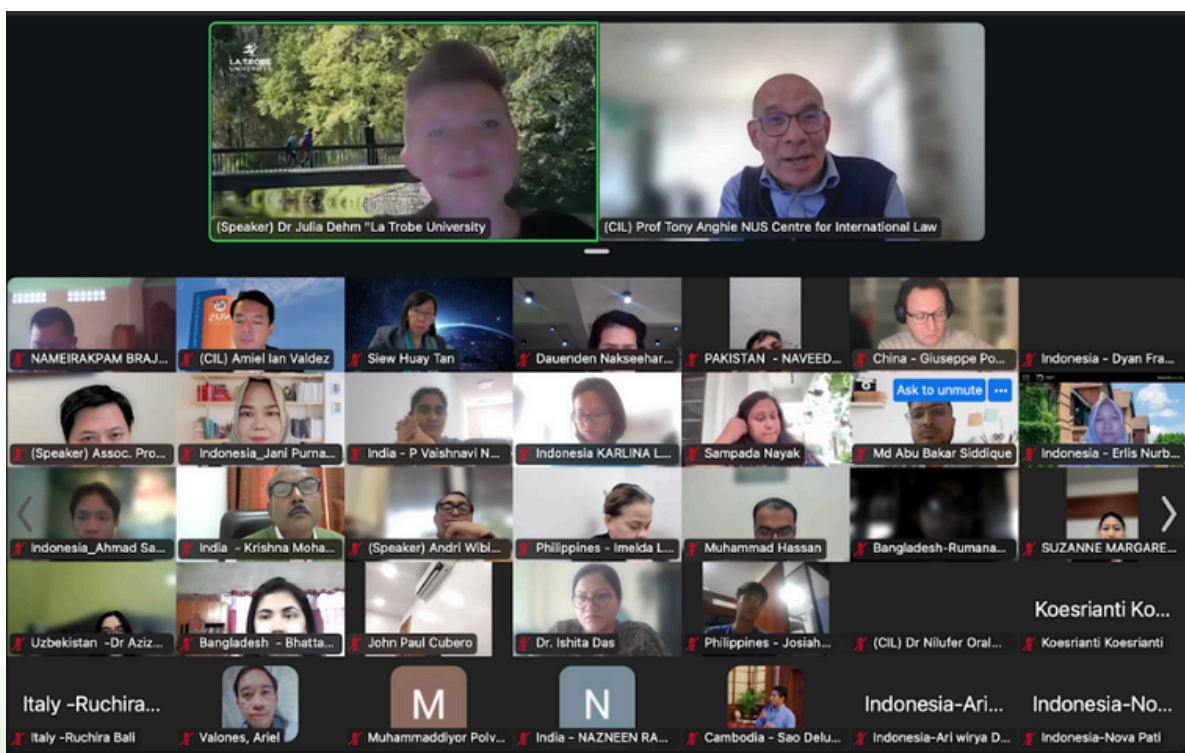 LA TROBE
UNIVERSITY
(Speaker) Dr Julia Dehm "La Trobe University
(CIL) Prof Tony Anghie NUS Centre for International Law
NUS
NAMEIRAKPAM BRAJ...
(CIL) Amiel Ian Valdez
Siew Huay Tan
Dauenden Nakseehar...
PAKISTAN - NAVEED...
China - Giuseppe Po...
Indonesia - Dyan Fra...
Ask to unmute ...
(Speaker) Assoc. Pro...
Indonesia_Jani Purna...
India - P Vaishnavi N...
Indonesia KARLINA L...
Sampada Nayak
Md Abu Bakar Siddique
Indonesia - Erlis Nurb...
Indonesia_Ahmad Sa...
India - Krishna Moha...
(Speaker) Andri Wibi...
Philippines - Imelda L...
Muhammad Hassan
Bangladesh-Rumana...
SUZANNE MARGARE...
Koesrianti Ko...
Uzbekistan -Dr Aziz...
Bangladesh - Bhatta...
John Paul Cubero
Dr. Ishita Das
Philippines - Josiah...
(CIL) Dr Nilufer Oral...
Koesrianti Koesrianti
Italy -Ruchira...
M
N
Indonesia-Ari...
Indonesia-No...
Italy -Ruchira Bali
Valones, Ariel
Muhammaddiyor Polv...
India - NAZNEEN RA...
Cambodia - Sao Delu...
Indonesia-Ari wirya D...
Indonesia-Nova Pati